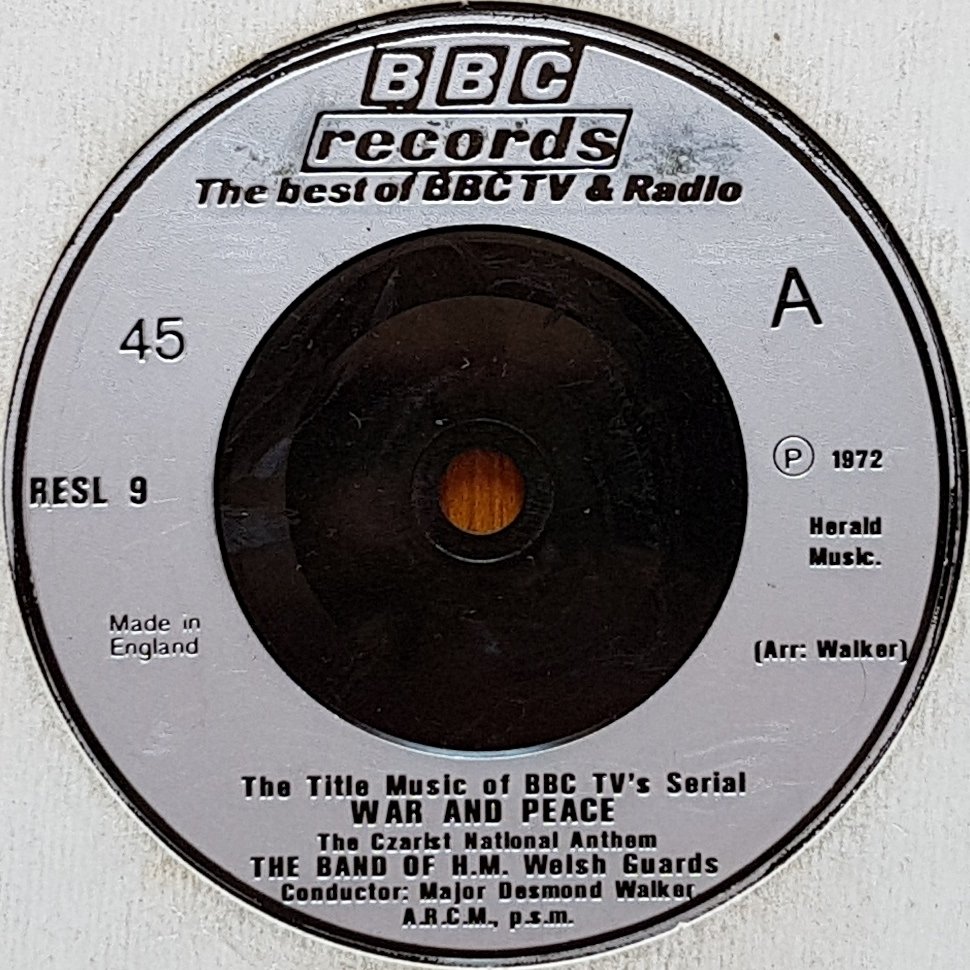 BBC
records
The best of BBC TV & Radio
45
A
RESL 9
℗ 1972
Herald
Music.
Made in
England
(Arr: Walker)
The Title Music of BBC TV's Serial
WAR AND PEACE
The Czarist National Anthem
THE BAND OF H.M. Welsh Guards
Conductor: Major Desmond Walker
A.R.C.M., p.s.m.